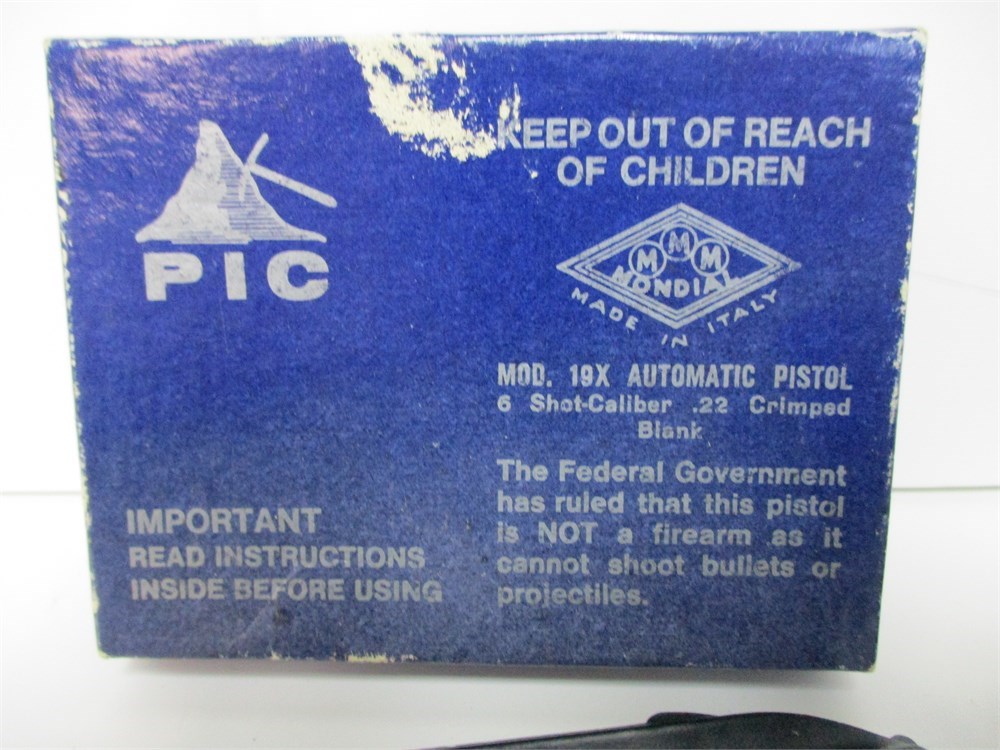 PIC
IMPORTANT
READ INSTRUCTIONS
INSIDE BEFORE USING
KEEP OUT OF REACH
OF CHILDREN
M M M
MONDIAL
MADE IN ITALY
MOD. 19X AUTOMATIC PISTOL
6 Shot-Caliber .22 Crimped
Blank
The Federal Government
has ruled that this pistol
is NOT a firearm as it
cannot shoot bullets or
projectiles.